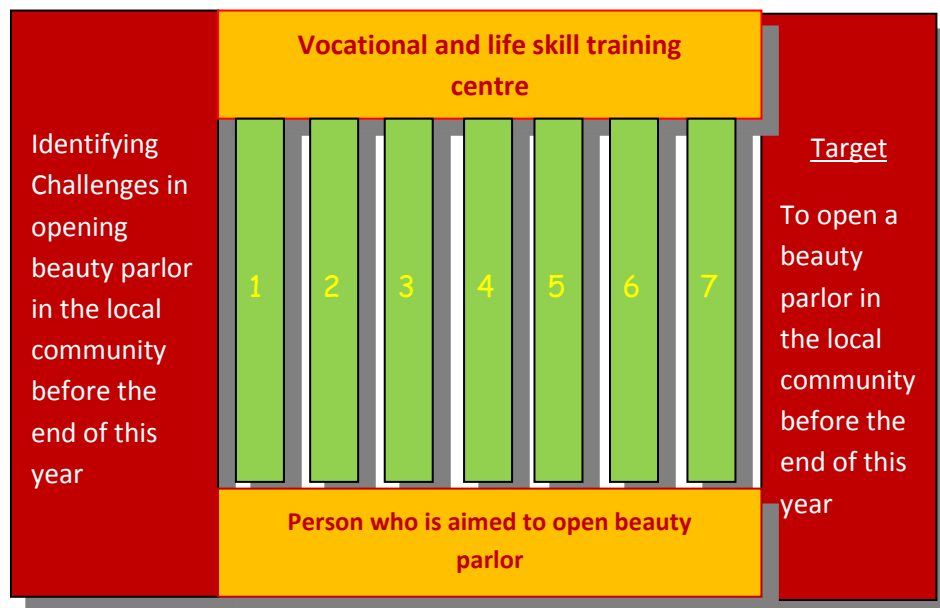 Vocational and life skill training
centre
Identifying
Challenges in
opening
beauty parlor
in the local
community
before the
end of this
year
1 2 3 4 5 6 7
Target
To open a
beauty
parlor in
the local
community
before the
end of this
year
Person who is aimed to open beauty
parlor